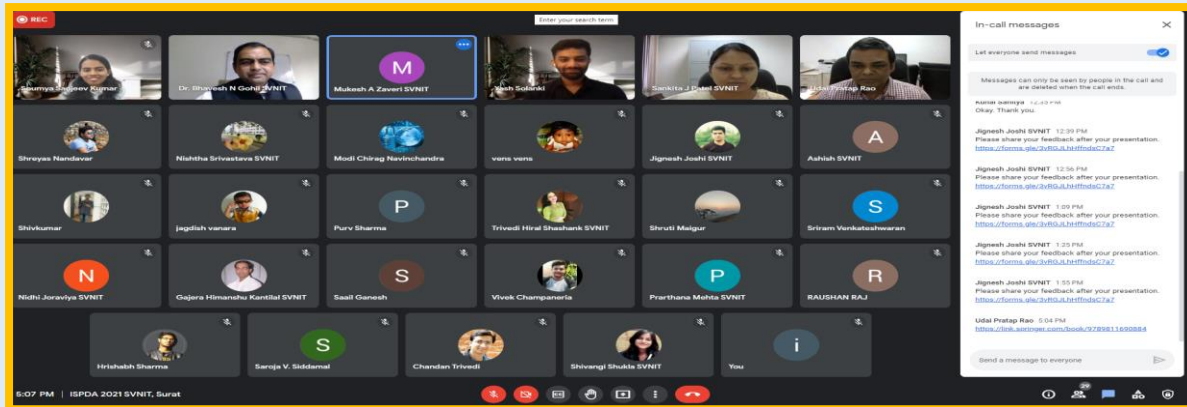 REC
Enter your search term
Soumya Sanjeev Kumar
Dr. Bhavesh N Gohil SVNIT
M
Mukesh A Zaveri SVNIT
Yash Solanki
Sankita J Patel SVNIT
Udai Pratap Rao
Shreyas Nandavar
Nishtha Srivastava SVNIT
Modi Chirag Navinchandra
vens vens
Jignesh Joshi SVNIT
A
Ashish SVNIT
Shivkumar
jagdish vanara
P
Purv Sharma
Trivedi Hiral Shashank SVNIT
Shruti Maigur
S
Sriram Venkateshwaran
N
Nidhi Joraviya SVNIT
Gajera Himanshu Kantilal SVNIT
S
Saail Ganesh
Vivek Champaneria
P
Prarthana Mehta SVNIT
R
RAUSHAN RAJ
Hrishabh Sharma
S
Saroja V. Siddamal
Chandan Trivedi
Shivangi Shukla SVNIT
i
You
5:07 PM | ISPDA 2021 SVNIT, Surat
29
In-call messages
Let everyone send messages
Messages can only be seen by people in the call and
are deleted when the call ends.
Okay. Thank you.
Jignesh Joshi SVNIT 12:39 PM
Please share your feedback after your presentation.
Jignesh Joshi SVNIT 12:56 PM
Please share your feedback after your presentation.
Jignesh Joshi SVNIT 1:09 PM
Please share your feedback after your presentation.
Jignesh Joshi SVNIT 1:25 PM
Please share your feedback after your presentation.
Jignesh Joshi SVNIT 1:55 PM
Please share your feedback after your presentation.
Udai Pratap Rao 5:04 PM
https://link.springer.com/book/9789811690884
Send a message to everyone